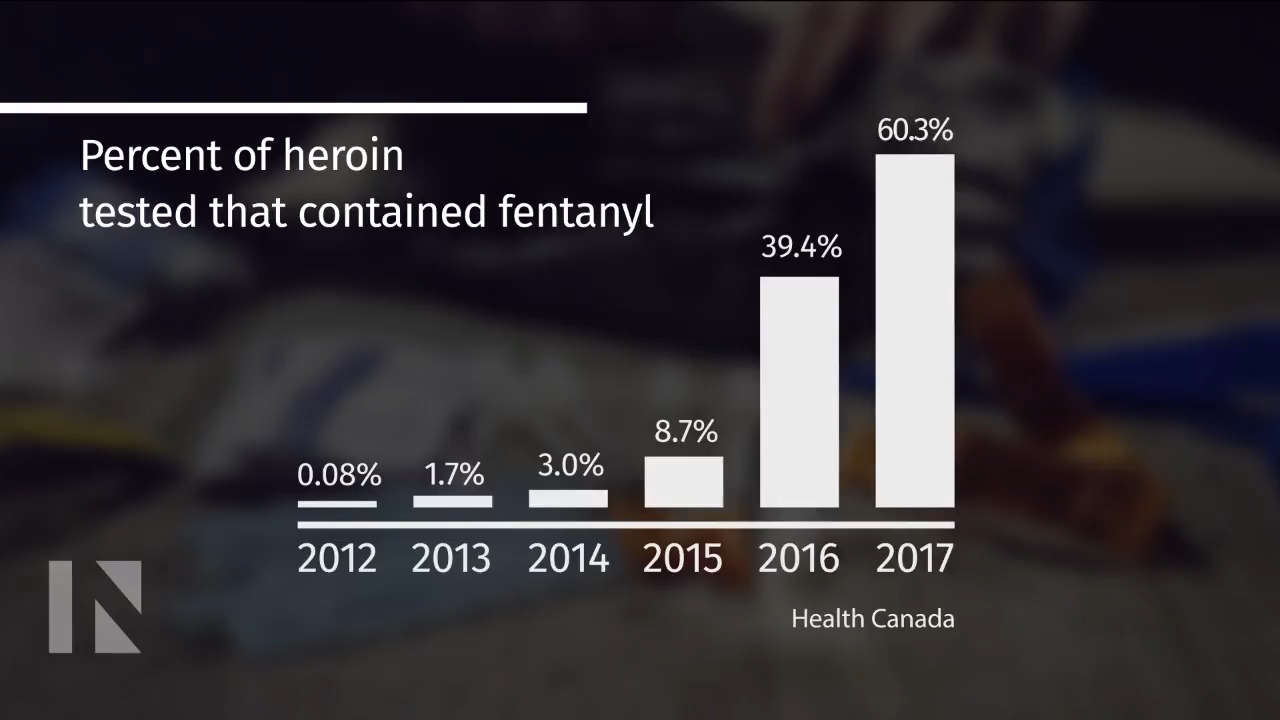 Percent of heroin
tested that contained fentanyl
0.08% 1.7% 3.0% 8.7% 39.4% 60.3%
2012 2013 2014 2015 2016 2017
Health Canada
IN